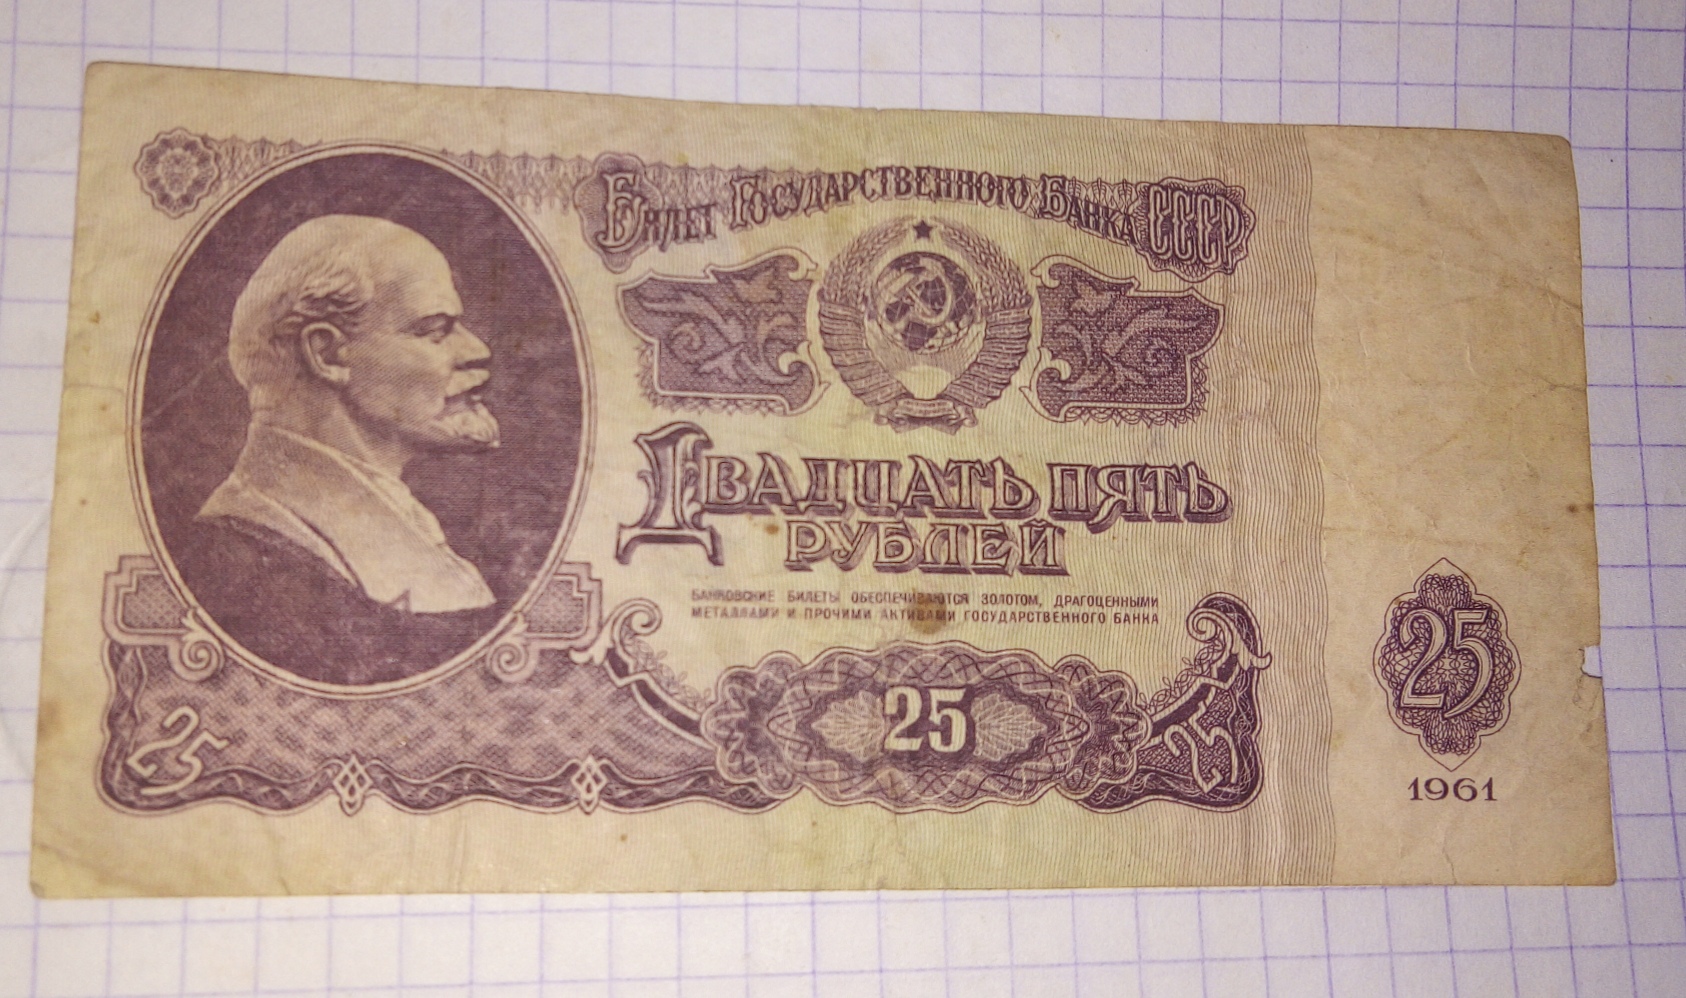 Билет Государственного Банка СССР
Двадцать пять
рублей
БАНКОВСКИЕ БИЛЕТЫ ОБЕСПЕЧИВАЮТСЯ ЗОЛОТОМ, ДРАГОЦЕННЫМИ
МЕТАЛЛАМИ И ПРОЧИМИ АКТИВАМИ ГОСУДАРСТВЕННОГО БАНКА
25
25
25
25
1961